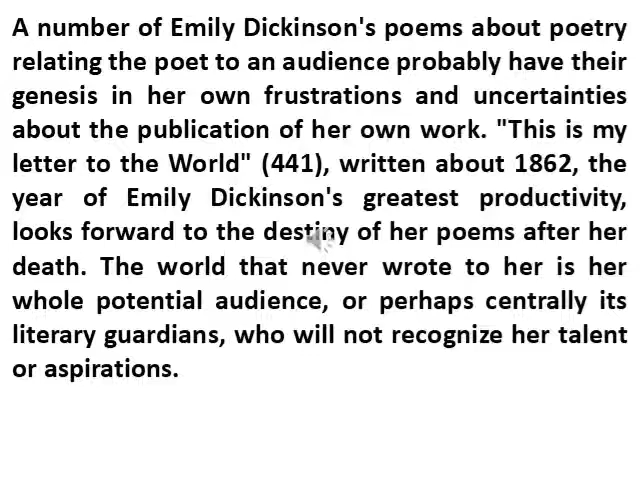 A number of Emily Dickinson's poems about poetry
relating the poet to an audience probably have their
genesis in her own frustrations and uncertainties
about the publication of her own work. "This is my
letter to the World" (441), written about 1862, the
year of Emily Dickinson's greatest productivity,
looks forward to the destiny of her poems after her
death. The world that never wrote to her is her
whole potential audience, or perhaps centrally its
literary guardians, who will not recognize her talent
or aspirations.